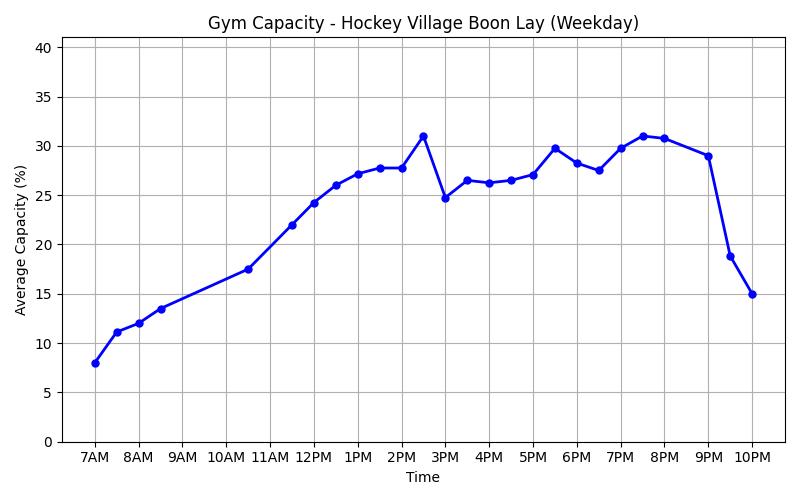 Gym Capacity - Hockey Village Boon Lay (Weekday)
40
35
30
25
20
15
10
5
0
Average Capacity (%)
7AM 8AM 9AM 10AM 11AM 12PM 1PM 2PM 3PM 4PM 5PM 6PM 7PM 8PM 9PM 10PM
Time